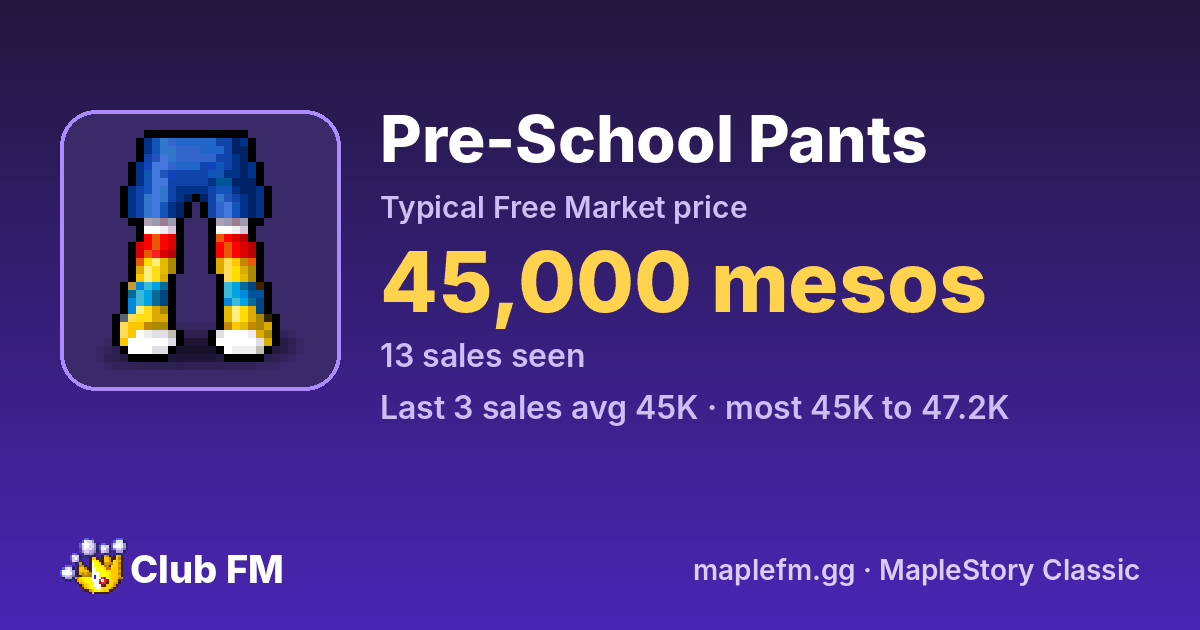 Pre-School Pants
Typical Free Market price
45,000 mesos
13 sales seen
Last 3 sales avg 45K · most 45K to 47.2K
Club FM
maplefm.gg · MapleStory Classic